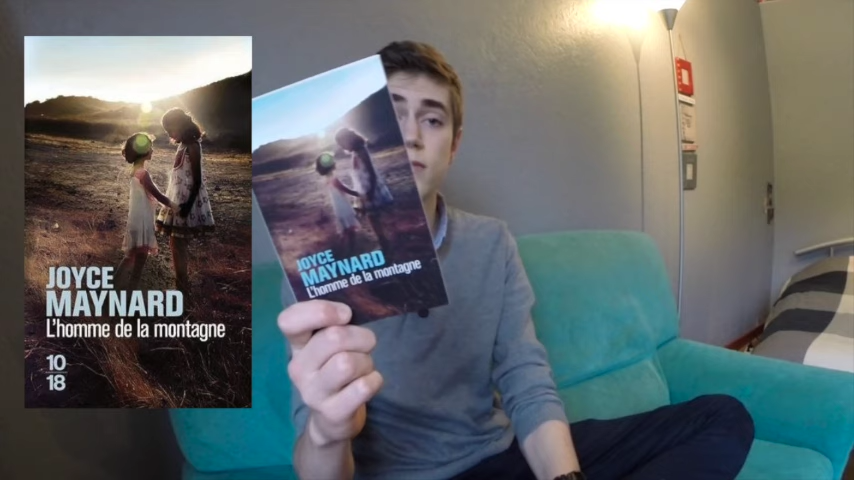 JOYCE
MAYNARD
L'homme de la montagne
10
18
JOYCE
MAYNARD
L'homme de la montagne